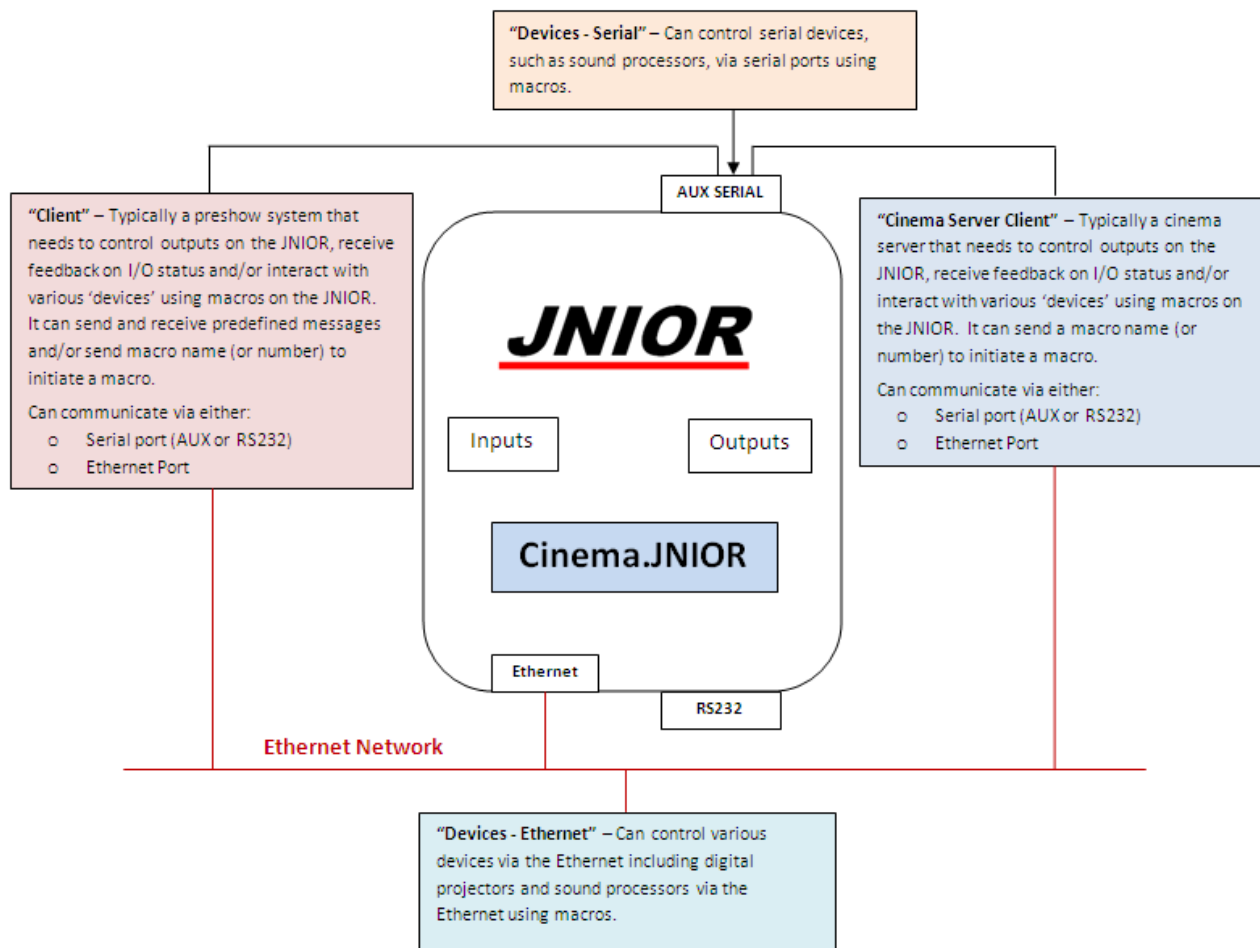 “Devices - Serial” – Can control serial devices,
such as sound processors, via serial ports using
macros.
AUX SERIAL
“Client” – Typically a preshow system that
needs to control outputs on the JNIOR, receive
feedback on I/O status and/or interact with
various ‘devices’ using macros on the JNIOR.
It can send and receive predefined messages
and/or send macro name (or number) to
initiate a macro.
Can communicate via either:
o Serial port (AUX or RS232)
o Ethernet Port
“Cinema Server Client” – Typically a cinema
server that needs to control outputs on the
JNIOR, receive feedback on I/O status and/or
interact with various ‘devices’ using macros on
the JNIOR. It can send a macro name (or
number) to initiate a macro.
Can communicate via either:
o Serial port (AUX or RS232)
o Ethernet Port
JNIOR
Inputs
Outputs
Cinema.JNIOR
Ethernet
RS232
Ethernet Network
“Devices - Ethernet” – Can control various
devices via the Ethernet including digital
projectors and sound processors via the
Ethernet using macros.